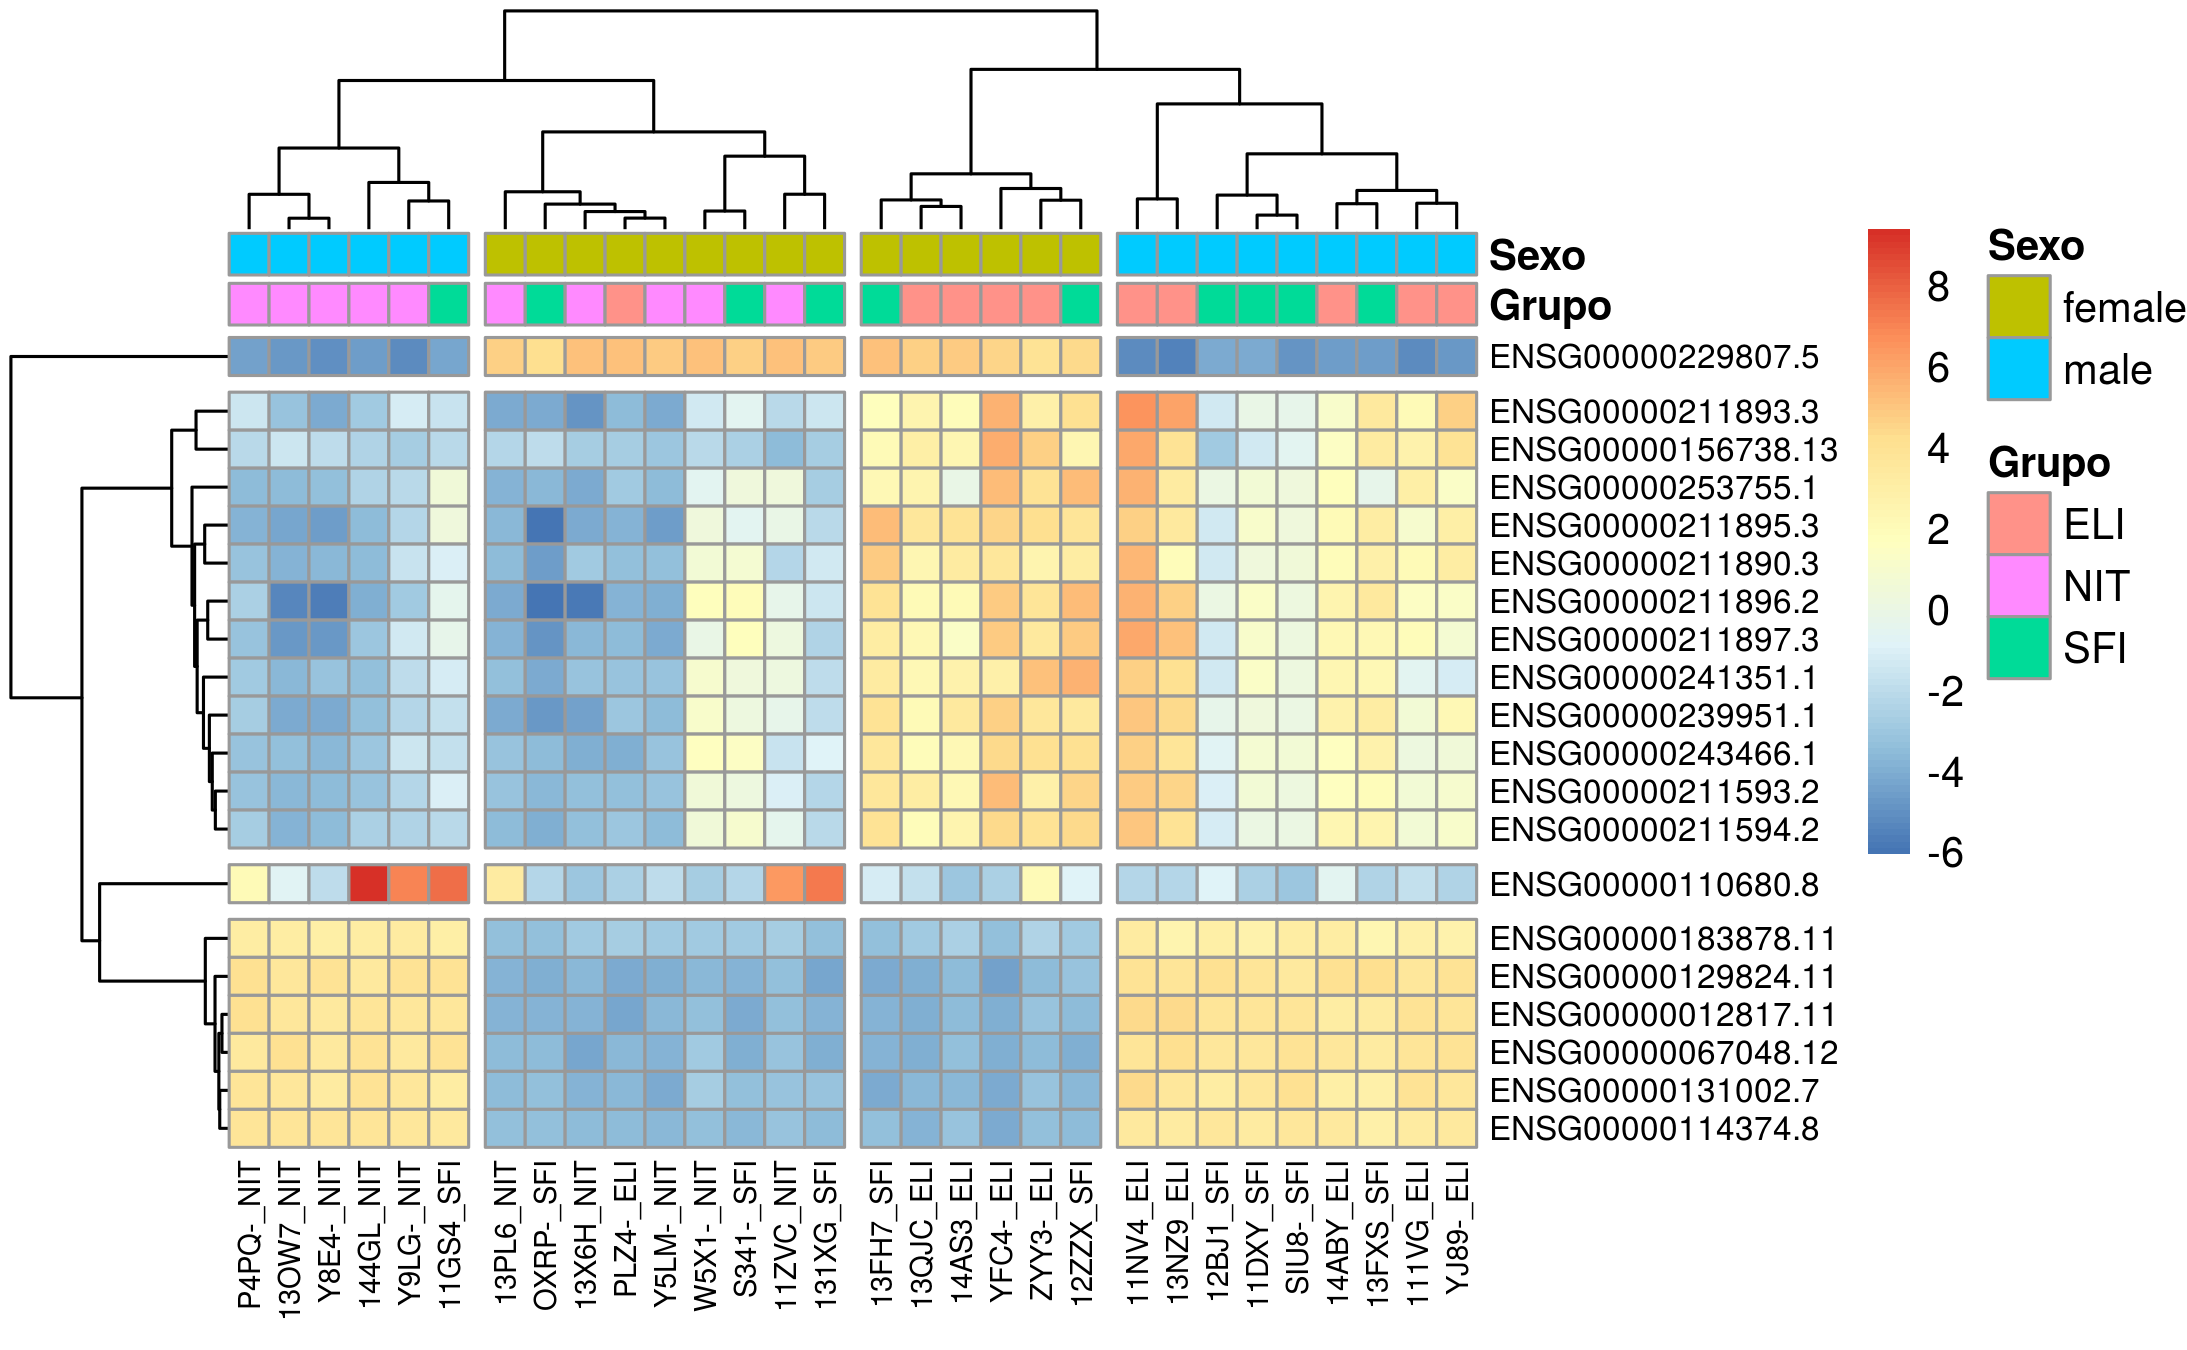 Sexo
Grupo
ENSG00000229807.5
ENSG00000211893.3
ENSG00000156738.13
ENSG00000253755.1
ENSG00000211895.3
ENSG00000211890.3
ENSG00000211896.2
ENSG00000211897.3
ENSG00000241351.1
ENSG00000239951.1
ENSG00000243466.1
ENSG00000211593.2
ENSG00000211594.2
ENSG00000110680.8
ENSG00000183878.11
ENSG00000129824.11
ENSG00000012817.11
ENSG00000067048.12
ENSG00000131002.7
ENSG00000114374.8
P4PQ-_NIT
13OW7_NIT
Y8E4-_NIT
144GL_NIT
Y9LG-_NIT
11GS4_SFI
13PL6_NIT
OXRP-_SFI
13X6H_NIT
PLZ4-_ELI
Y5LM-_NIT
W5X1-_NIT
S341-_SFI
11ZVC_NIT
131XG_SFI
13FH7_SFI
13QJC_ELI
14AS3_ELI
YFC4-_ELI
ZYY3-_ELI
12ZZX_SFI
11NV4_ELI
13NZ9_ELI
12BJ1_SFI
11DXY_SFI
SIU8-_SFI
14ABY_ELI
13FXS_SFI
111VG_ELI
YJ89-_ELI
8
6
4
2
0
-2
-4
-6
Sexo
female
male
Grupo
ELI
NIT
SFI